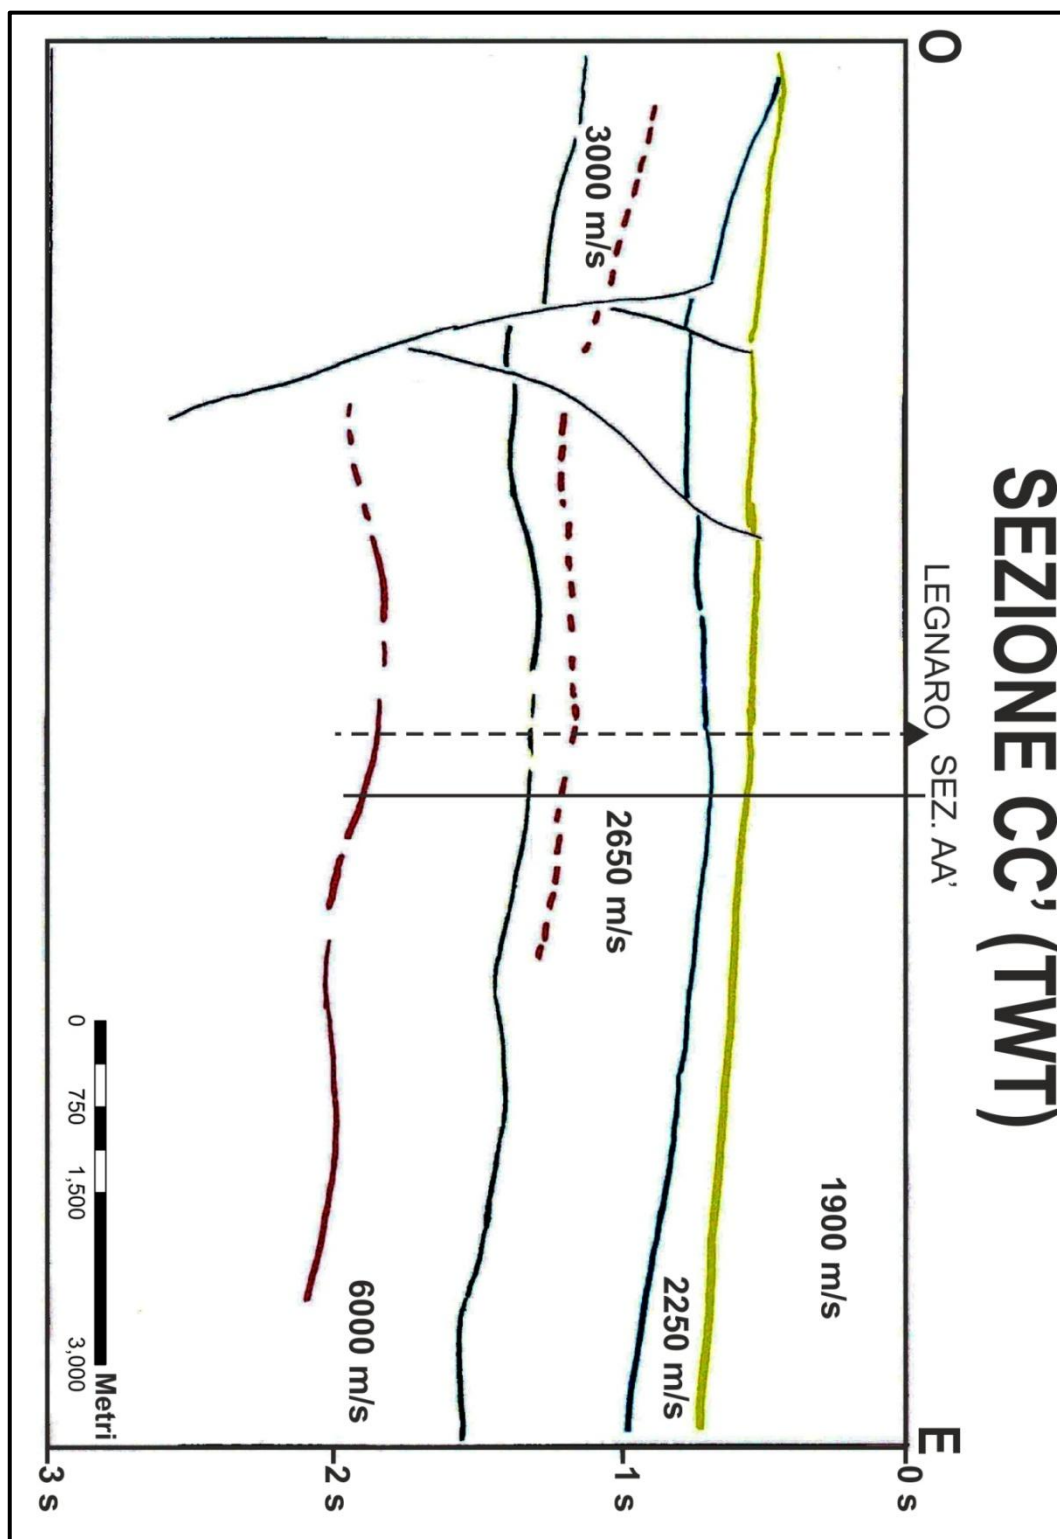 SEZIONE CC' (TWT)
O
E
LEGNARO
SEZ. AA'
0 s
1 s
2 s
3 s
1900 m/s
2250 m/s
2650 m/s
3000 m/s
6000 m/s
0
750
1,500
3,000
Metri